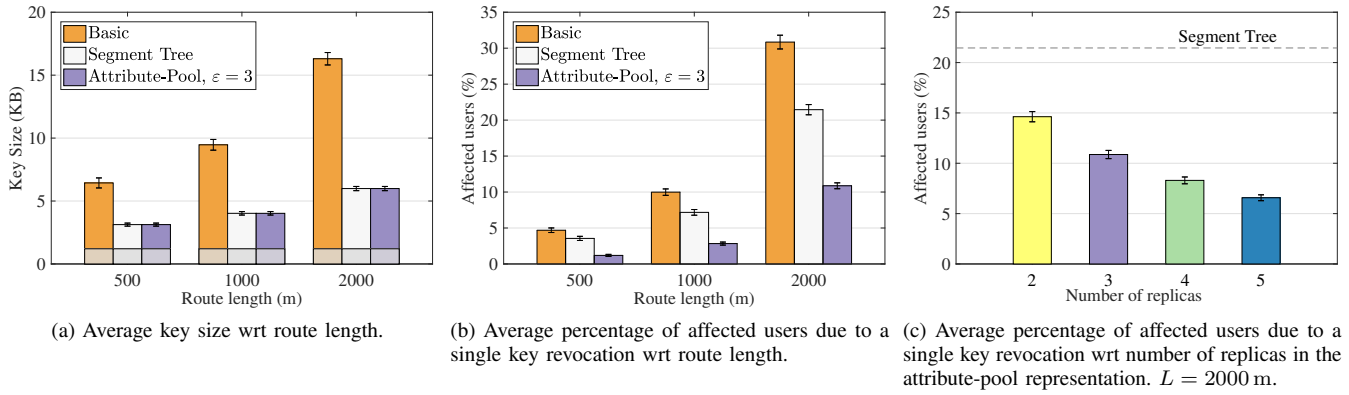 20
15
10
5
0
Key Size (KB)
Basic
Segment Tree
Attribute-Pool, ε = 3
500
1000
2000
Route length (m)
(a) Average key size wrt route length.
35
30
25
20
15
10
5
0
Affected users (%)
Basic
Segment Tree
Attribute-Pool, ε = 3
500
1000
2000
Route length (m)
(b) Average percentage of affected users due to a
single key revocation wrt route length.
25
20
15
10
5
0
Affected users (%)
Segment Tree
2
3
4
5
Number of replicas
(c) Average percentage of affected users due to a
single key revocation wrt number of replicas in the
attribute-pool representation. L = 2000 m.